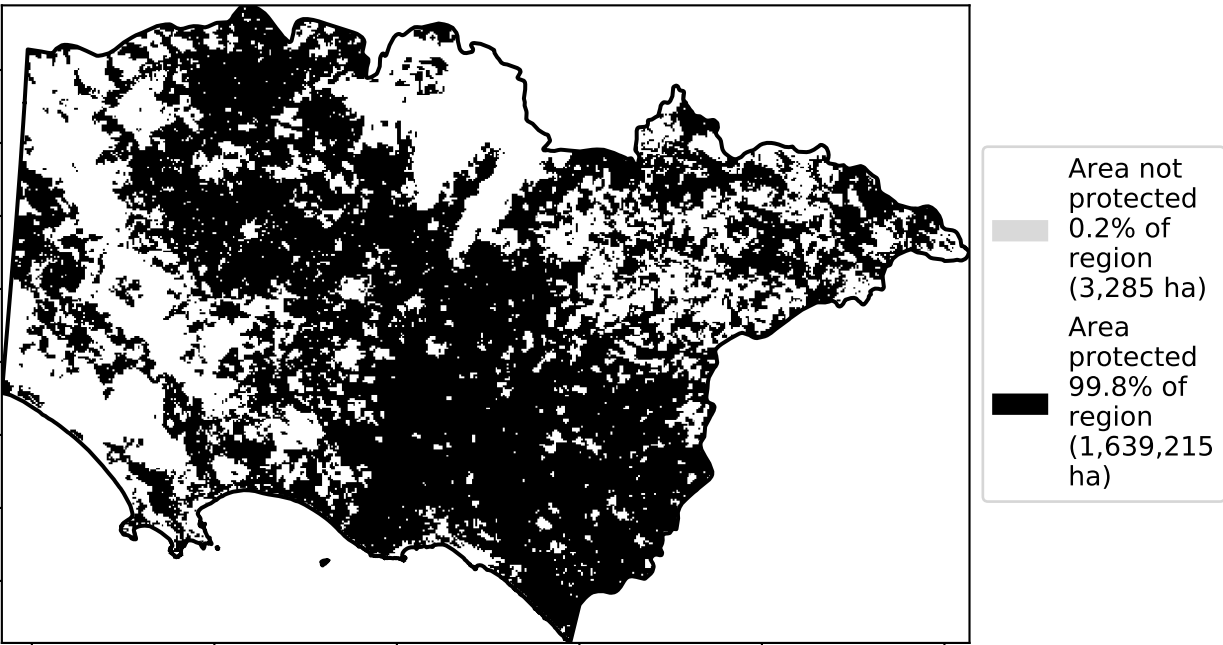 Area not
protected
0.2% of
region
(3,285 ha)
Area
protected
99.8% of
region
(1,639,215
ha)